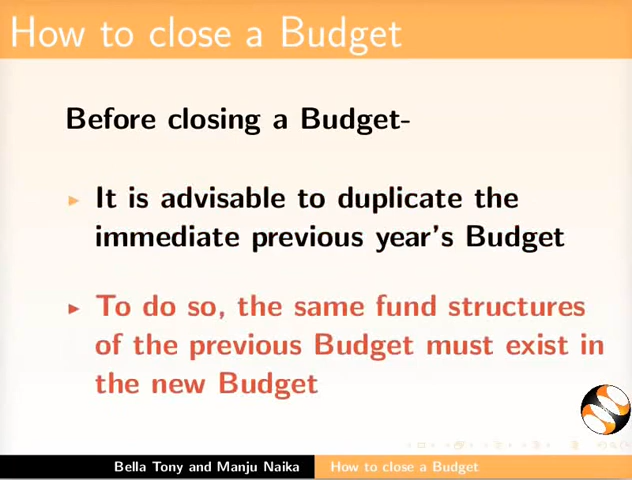 How to close a Budget
Before closing a Budget-
It is advisable to duplicate the
immediate previous year's Budget
To do so, the same fund structures
of the previous Budget must exist in
the new Budget
Bella Tony and Manju Naika
How to close a Budget